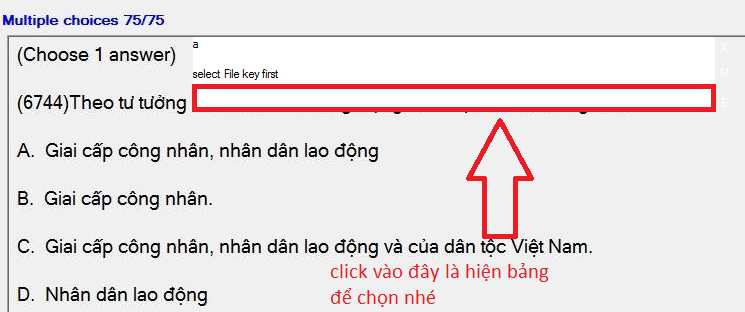 Multiple choices 75/75
(Choose 1 answer)
a
select File key first
(6744)Theo tư tưởng
A. Giai cấp công nhân, nhân dân lao động
B. Giai cấp công nhân.
C. Giai cấp công nhân, nhân dân lao động và của dân tộc Việt Nam.
click vào đây là hiện bảng
để chọn nhé
D. Nhân dân lao động